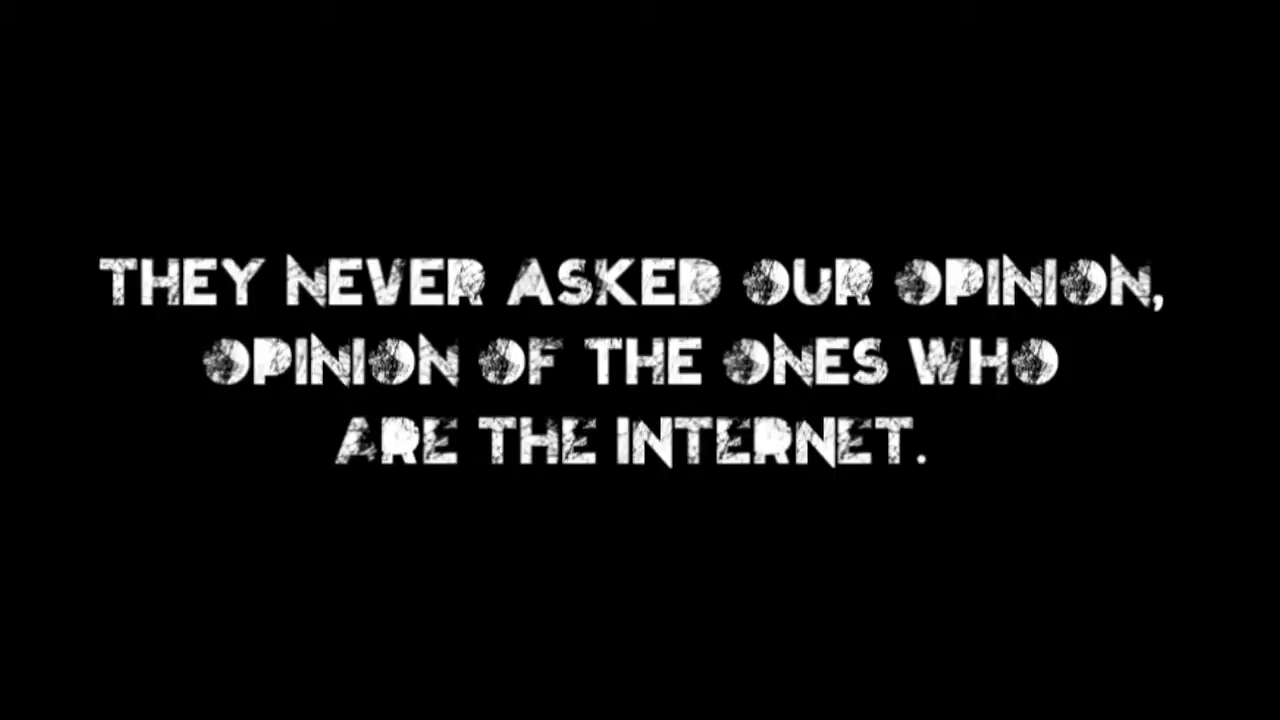 THEY NEVER ASKED OUR OPINION,
OPINION OF THE ONES WHO
ARE THE INTERNET.